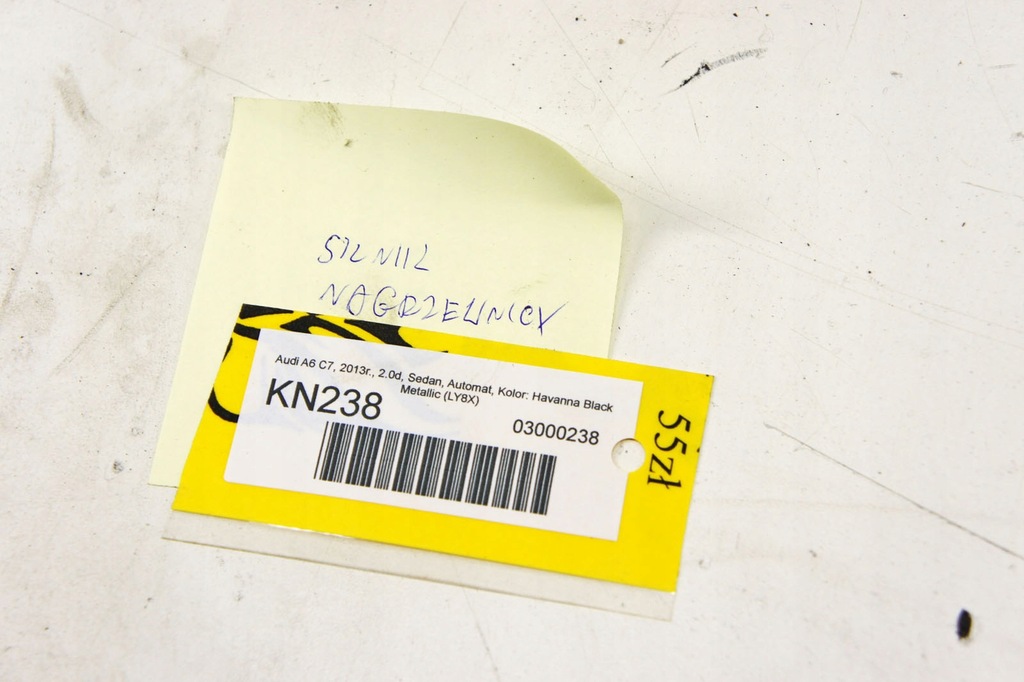 SILNIK
NAGRZEWNICY
Audi A6 C7, 2013r., 2.0d, Sedan, Automat, Kolor: Havanna Black
Metallic (LY8X)
KN238
03000238
55zł